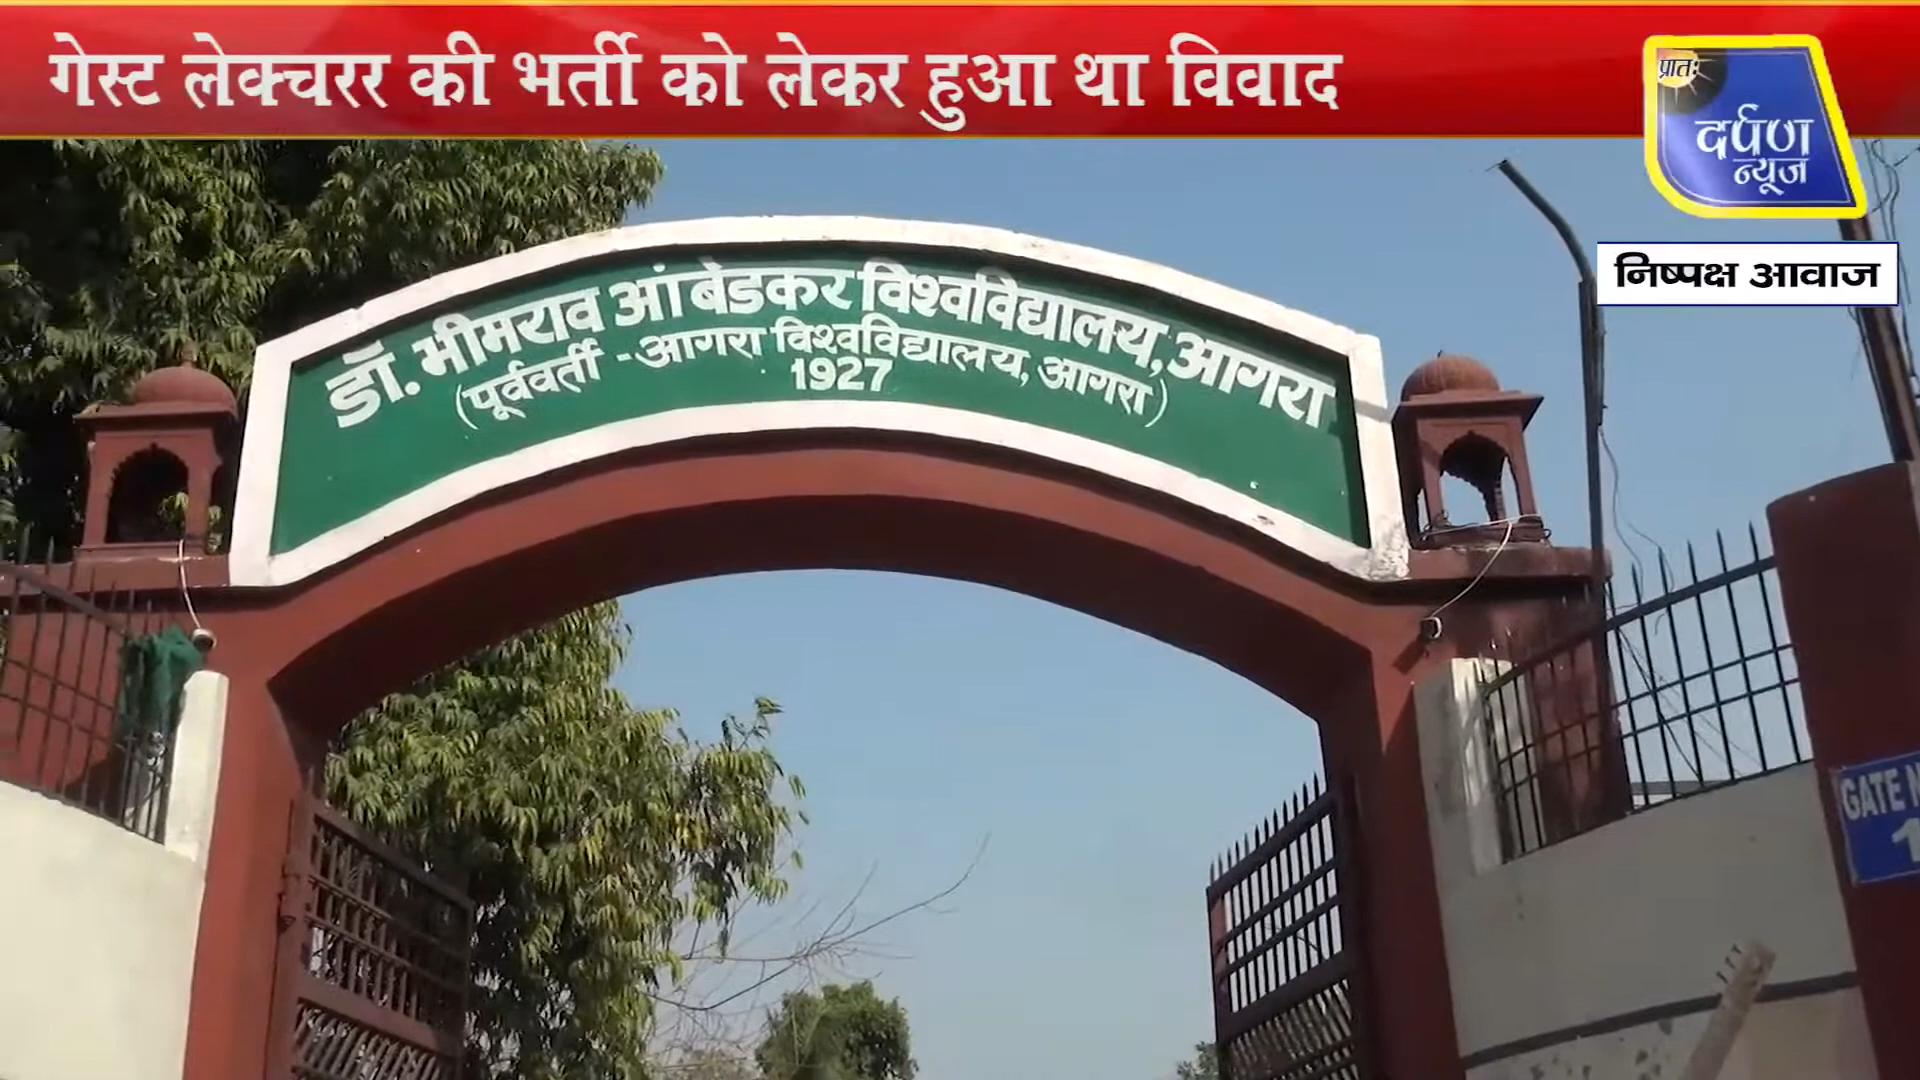 गेस्ट लेक्चरर की भर्ती को लेकर हुआ था विवाद
प्रातः
दर्पण
न्यूज
निष्पक्ष आवाज
डॉ. भीमराव आंबेडकर विश्वविद्यालय, आगरा
(पूर्ववर्ती - आगरा विश्वविद्यालय, आगरा)
1927
GATE